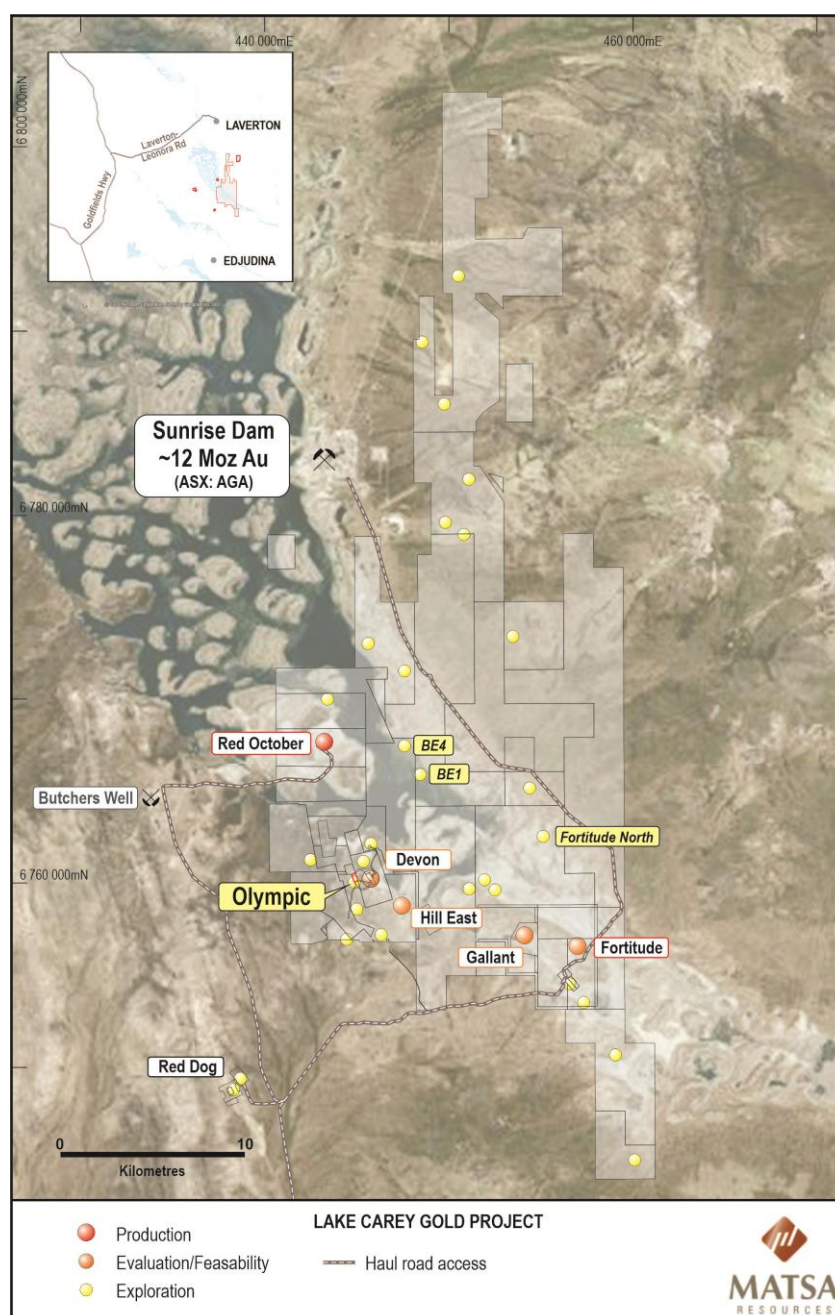 440 000mE
460 000mE
6 800 000mN
LAVERTON
Laverton-
Leonora Rd
Goldfields Hwy
EDJUDINA
Sunrise Dam
~12 Moz Au
(ASX: AGA)
6 780 000mN
Red October
BE4
BE1
Butchers Well
Fortitude North
Devon
6 760 000mN
Olympic
Hill East
Gallant
Fortitude
Red Dog
0
10
Kilometres
LAKE CAREY GOLD PROJECT
Production
Evaluation/Feasability
Haul road access
Exploration
MATSA
RESOURCES